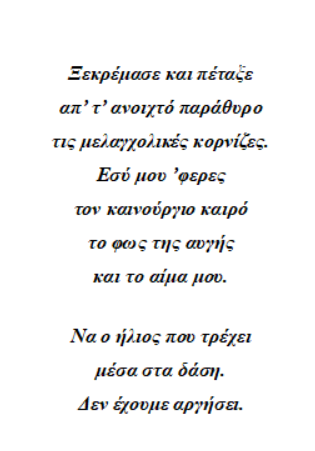 Ξεκρέμασε και πέταξε
απ’ τ’ ανοιχτό παράθυρο
τις μελαγχολικές κορνίζες.
Εσύ μου ’φερες
τον καινούργιο καιρό
το φως της αυγής
και το αίμα μου.
Να ο ήλιος που τρέχει
μέσα στα δάση.
Δεν έχουμε αργήσει.